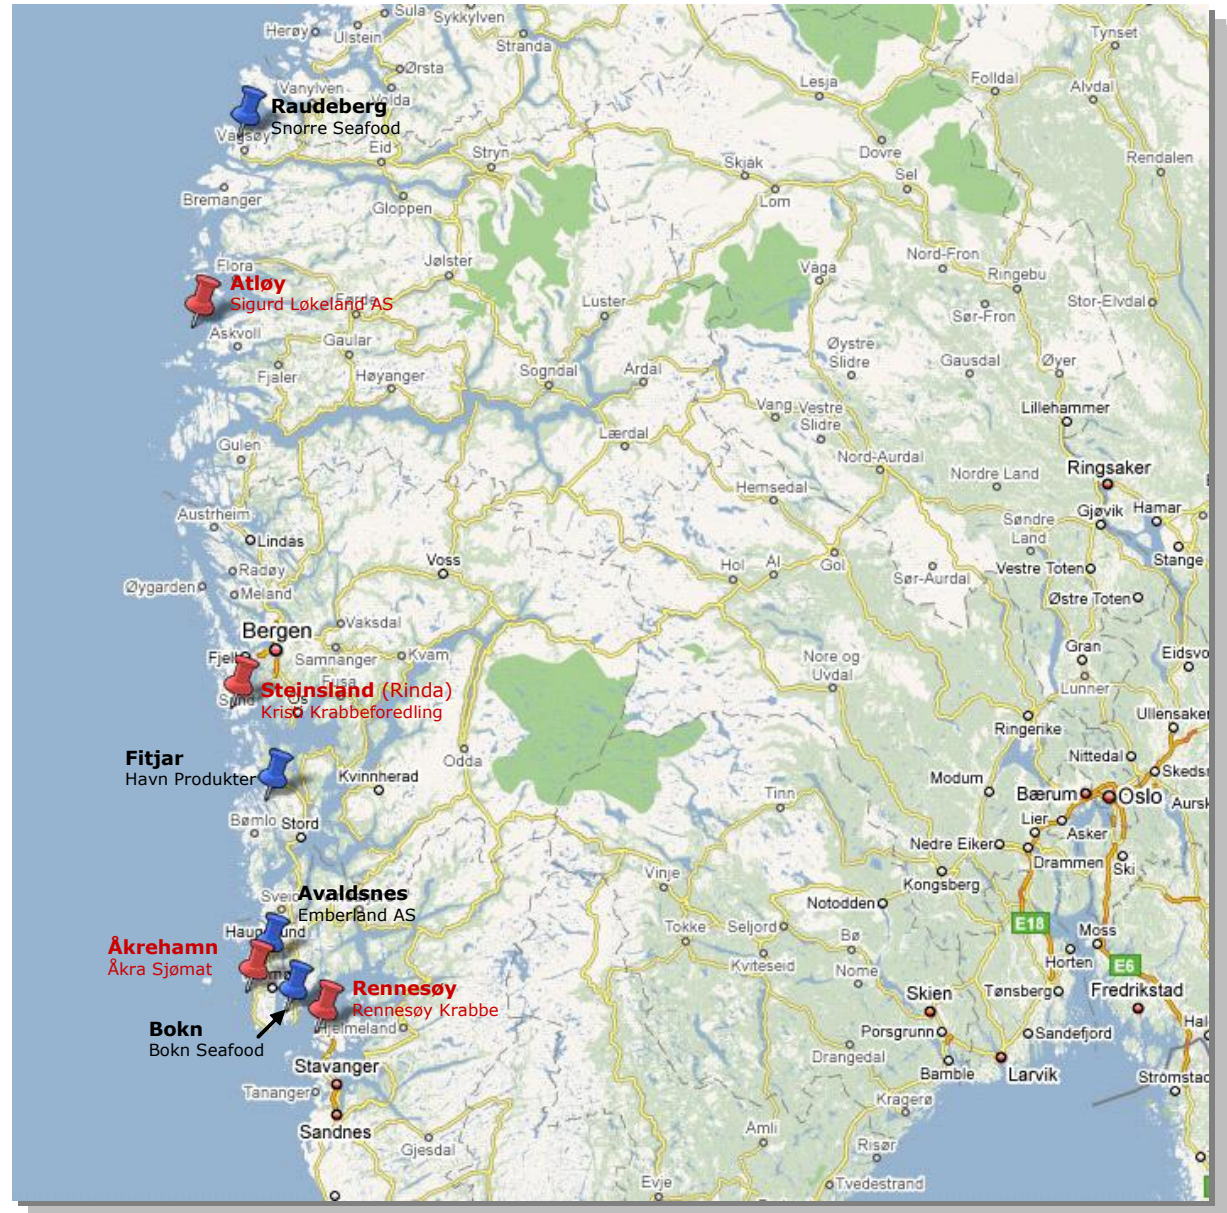 Sula
Sykkylven
Herøy
Ulstein
Stranda
Tynset
Ørsta
Lesja
Folldal
Alvdal
Vanylven
Volda
Raudeberg
Snorre Seafood
Vågsøy
Eid
Stryn
Skjåk
Dovre
Sel
Rendalen
Bremanger
Gloppen
Lom
Flora
Jølster
Nord-Fron
Ringebu
Våga
Atløy
Sigurd Løkeland AS
Luster
Stor-Elvdal
Sør-Fron
Askvoll
Gaular
Øystre
Slidre
Gausdal
Øyer
Fjaler
Høyanger
Sogndal
Årdal
Vang
Vestre
Slidre
Lillehammer
Lærdal
Gulen
Nord-Aurdal
Ringsaker
Nordre Land
Hemsedal
Austrheim
Søndre
Land
Gjøvik
Hamar
Lindas
Voss
Stange
Radøy
Hol
Ål
Gol
Sør-Aurdal
Vestre Toten
Øygarden
Meland
Østre Toten
Vaksdal
Bergen
Gran
Fjell
Samnanger
Kvam
Nore og
Uvdal
Eidsvo
Fusa
Steinsland (Rinda)
Lunner
Sund
Os
Kristi Krabbeforedling
Ullensaker
Ringerike
Fitjar
Havn Produkter
Odda
Nittedal
Kvinnherad
Modum
Skedsr
Tinn
Bærum
Oslo
Aursk
Bømlo
Stord
Lier
Asker
Nedre Eiker
Drammen
Ski
Vinje
Kongsberg
Avaldsnes
Emberland AS
Svei
Notodden
Haugesund
Tokke
Seljord
Bø
E18
Moss
Åkrehamn
Åkra Sjømat
Kviteseid
Nome
Horten
E6
Rennesøy
Rennesøy Krabbe
Skien
Tønsberg
Fredrikstad
Bokn
Bokn Seafood
Hjelmeland
Porsgrunn
Sandefjord
Hal
Stavanger
Drangedal
Bamble
Larvik
Strömstad
Tananger
Kragerø
Sandnes
Gjesdal
Åmli
Risør
Evje
Tvedestrand